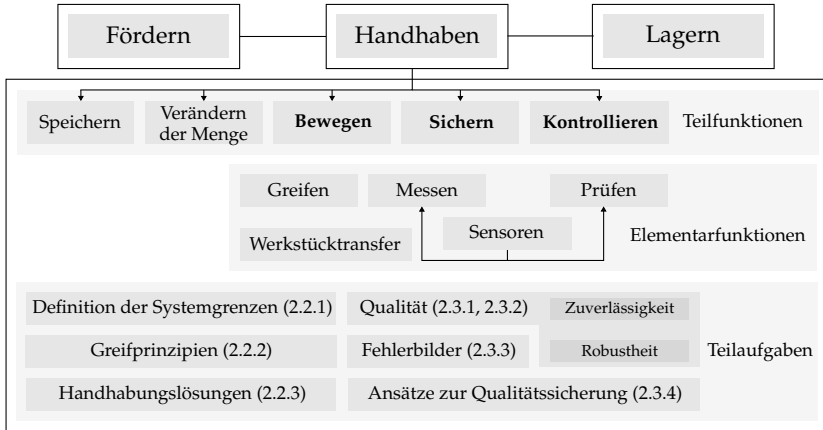 Fördern
Handhaben
Lagern
Speichern
Verändern
der Menge
Bewegen
Sichern
Kontrollieren
Teilfunktionen
Greifen
Messen
Prüfen
Werkstücktransfer
Sensoren
Elementarfunktionen
Definition der Systemgrenzen (2.2.1)
Qualität (2.3.1, 2.3.2)
Zuverlässigkeit
Greifprinzipien (2.2.2)
Fehlerbilder (2.3.3)
Robustheit
Teilaufgaben
Handhabungslösungen (2.2.3)
Ansätze zur Qualitätssicherung (2.3.4)